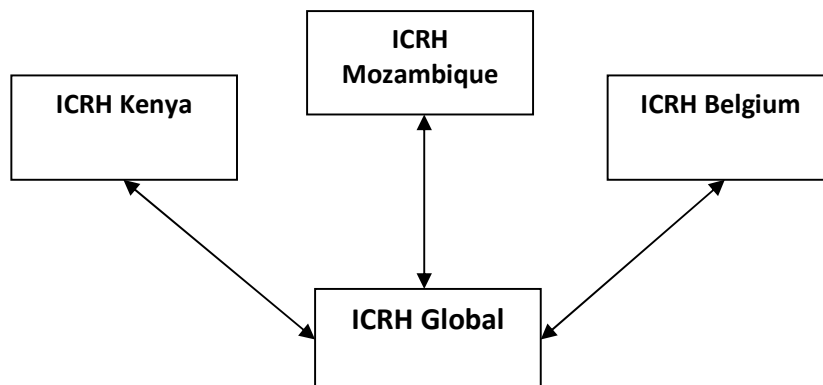 ICRH
Mozambique
ICRH Kenya
ICRH Belgium
ICRH Global